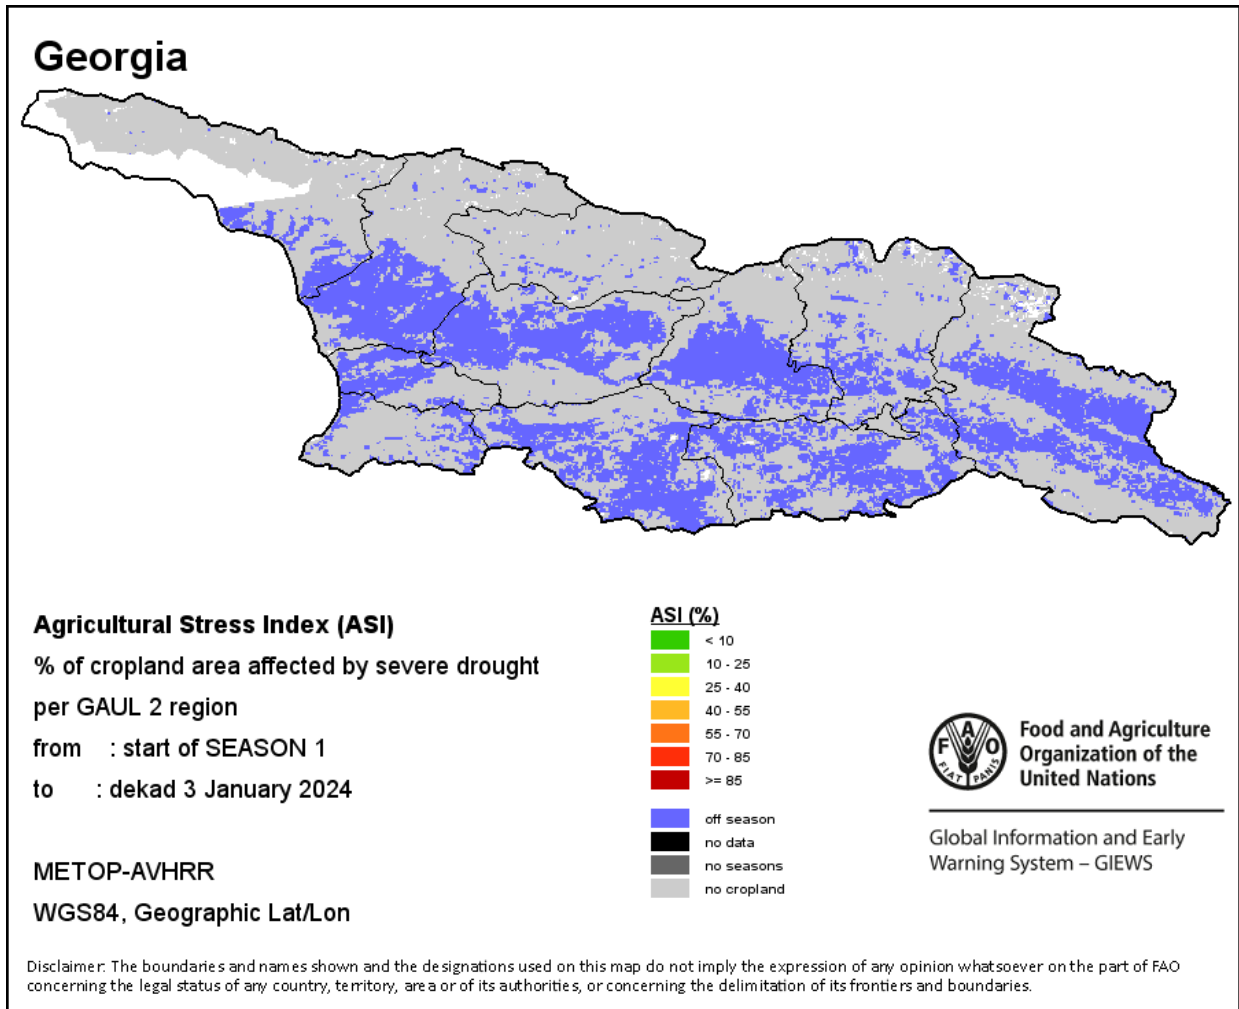 Georgia
Agricultural Stress Index (ASI)
% of cropland area affected by severe drought
per GAUL 2 region
from : start of SEASON 1
to : dekad 3 January 2024
METOP-AVHRR
WGS84, Geographic Lat/Lon
ASI (%)
< 10
10 - 25
25 - 40
40 - 55
55 - 70
70 - 85
>= 85
off season
no data
no seasons
no cropland
F A O
FIAT PANIS
Food and Agriculture
Organization of the
United Nations
Global Information and Early
Warning System – GIEWS
Disclaimer: The boundaries and names shown and the designations used on this map do not imply the expression of any opinion whatsoever on the part of FAO
concerning the legal status of any country, territory, area or of its authorities, or concerning the delimitation of its frontiers and boundaries.